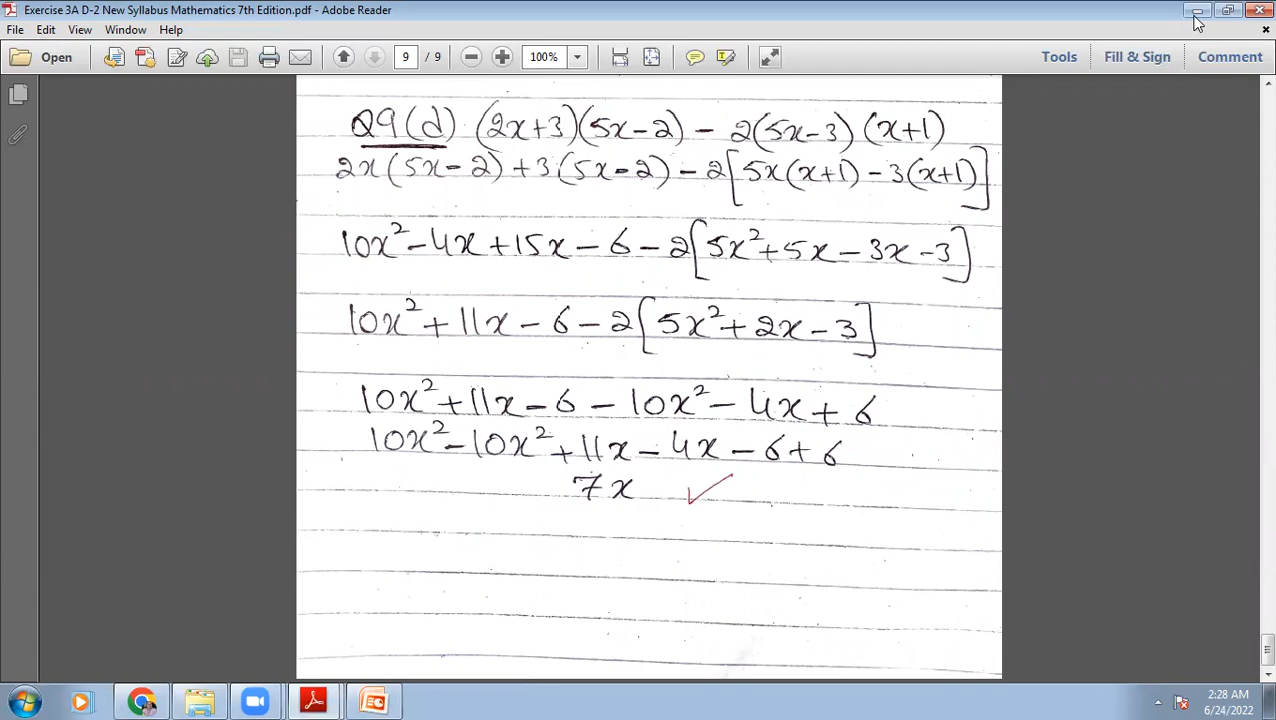 Exercise 3A D-2 New Syllabus Mathematics 7th Edition.pdf - Adobe Reader
File Edit View Window Help
Open 9 / 9 100% Tools Fill & Sign Comment
Q9(d) (2x+3)(5x-2) - 2(5x-3)(x+1)
2x(5x-2)+3(5x-2)-2[5x(x+1)-3(x+1)]
10x²-4x+15x-6-2[5x²+5x-3x-3]
10x²+11x-6-2[5x²+2x-3]
10x²+11x-6-10x²-4x+6
10x²-10x²+11x-4x-6+6
7x ✓
2:28 AM
6/24/2022